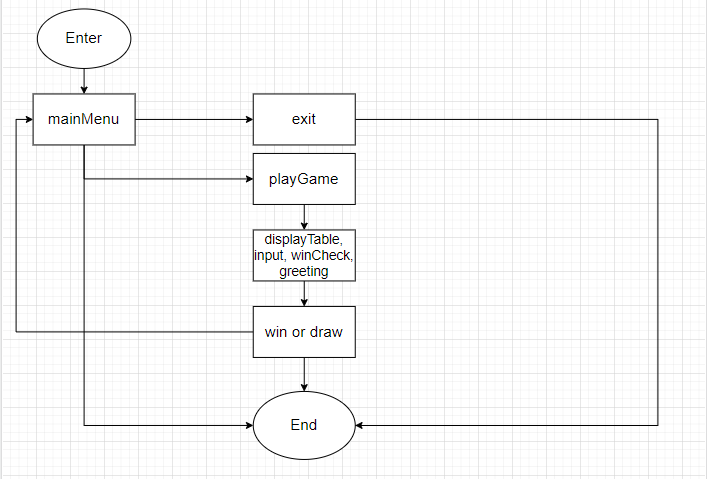 Enter
mainMenu
exit
playGame
displayTable,
input, winCheck,
greeting
win or draw
End